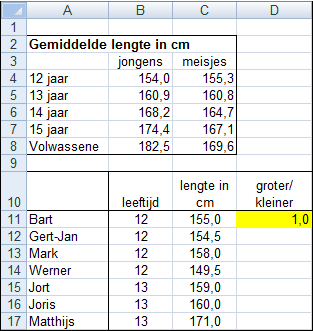 A B C D
1
2 Gemiddelde lengte in cm
3 jongens meisjes
4 12 jaar 154,0 155,3
5 13 jaar 160,9 160,8
6 14 jaar 168,2 164,7
7 15 jaar 174,4 167,1
8 Volwassene 182,5 169,6
9
lengte in groter/
10 leeftijd cm kleiner
11 Bart 12 155,0 1,0
12 Gert-Jan 12 154,5
13 Mark 12 158,0
14 Werner 12 149,5
15 Jort 13 159,0
16 Joris 13 160,0
17 Matthijs 13 171,0